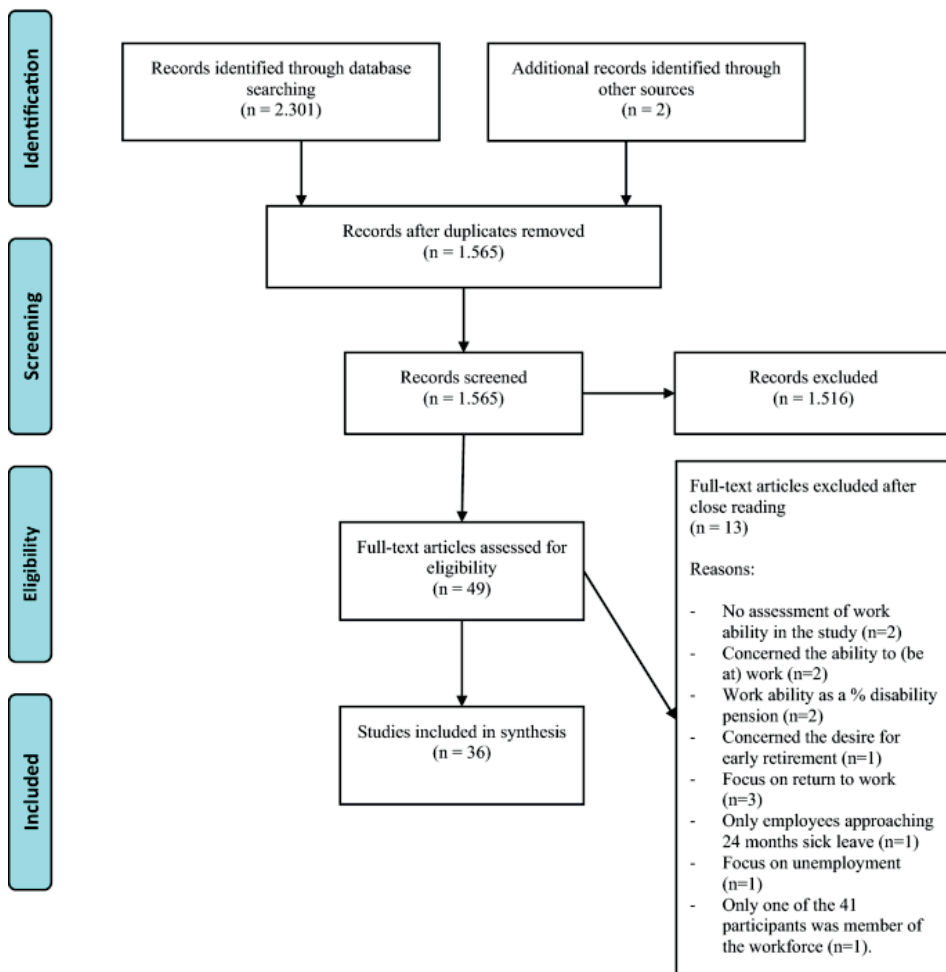 Identification
Records identified through database
searching
(n = 2.301)
Additional records identified through
other sources
(n = 2)
Records after duplicates removed
(n = 1.565)
Screening
Records screened
(n = 1.565)
Records excluded
(n = 1.516)
Eligibility
Full-text articles assessed for
eligibility
(n = 49)
Full-text articles excluded after
close reading
(n = 13)
Reasons:
- No assessment of work
ability in the study (n=2)
- Concerned the ability to (be
at) work (n=2)
- Work ability as a % disability
pension (n=2)
- Concerned the desire for
early retirement (n=1)
- Focus on return to work
(n=3)
- Only employees approaching
24 months sick leave (n=1)
- Focus on unemployment
(n=1)
- Only one of the 41
participants was member of
the workforce (n=1).
Included
Studies included in synthesis
(n = 36)